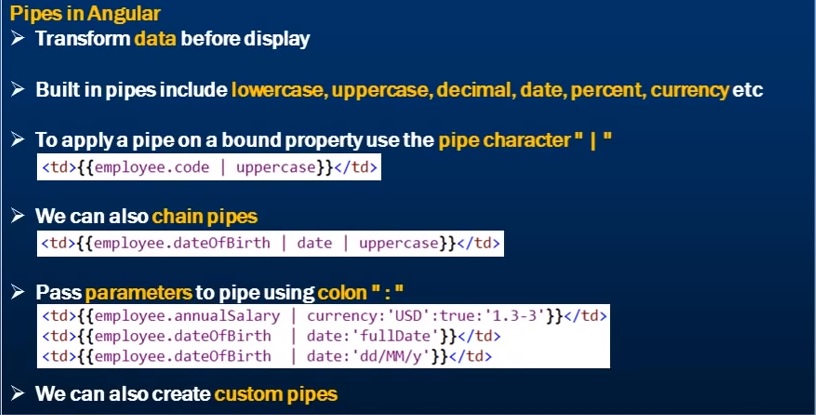 Pipes in Angular
➢ Transform data before display
➢ Built in pipes include lowercase, uppercase, decimal, date, percent, currency etc
➢ To apply a pipe on a bound property use the pipe character " | "
<td>{{employee.code | uppercase}}</td>
➢ We can also chain pipes
<td>{{employee.dateOfBirth | date | uppercase}}</td>
➢ Pass parameters to pipe using colon " : "
<td>{{employee.annualSalary | currency:'USD':true:'1.3-3'}}</td>
<td>{{employee.dateOfBirth | date:'fullDate'}}</td>
<td>{{employee.dateOfBirth | date:'dd/MM/y'}}</td>
➢ We can also create custom pipes